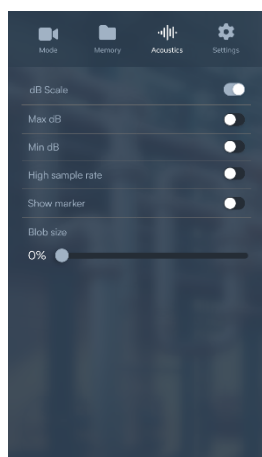 Mode
Memory
Acoustics
Settings
dB Scale
Max dB
Min dB
High sample rate
Show marker
Blob size
0%